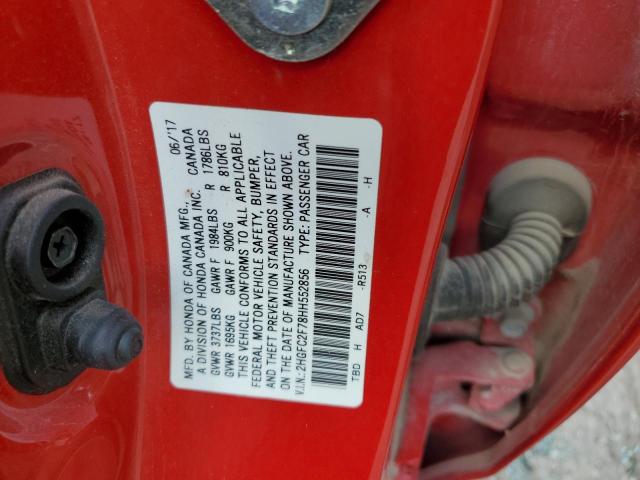 MFD. BY HONDA OF CANADA MFG., 06/'17
A DIVISION OF HONDA CANADA INC. CANADA
GVWR 3737LBS GAWR F 1984LBS R 1786LBS
GVWR 1695KG GAWR F 900KG R 810KG
THIS VEHICLE CONFORMS TO ALL APPLICABLE
FEDERAL MOTOR VEHICLE SAFETY, BUMPER,
AND THEFT PREVENTION STANDARDS IN EFFECT
ON THE DATE OF MANUFACTURE SHOWN ABOVE.
V.I.N.:2HGFC2F78HH552856 TYPE:PASSENGER CAR
TBD H AD7 -R513 -A -H